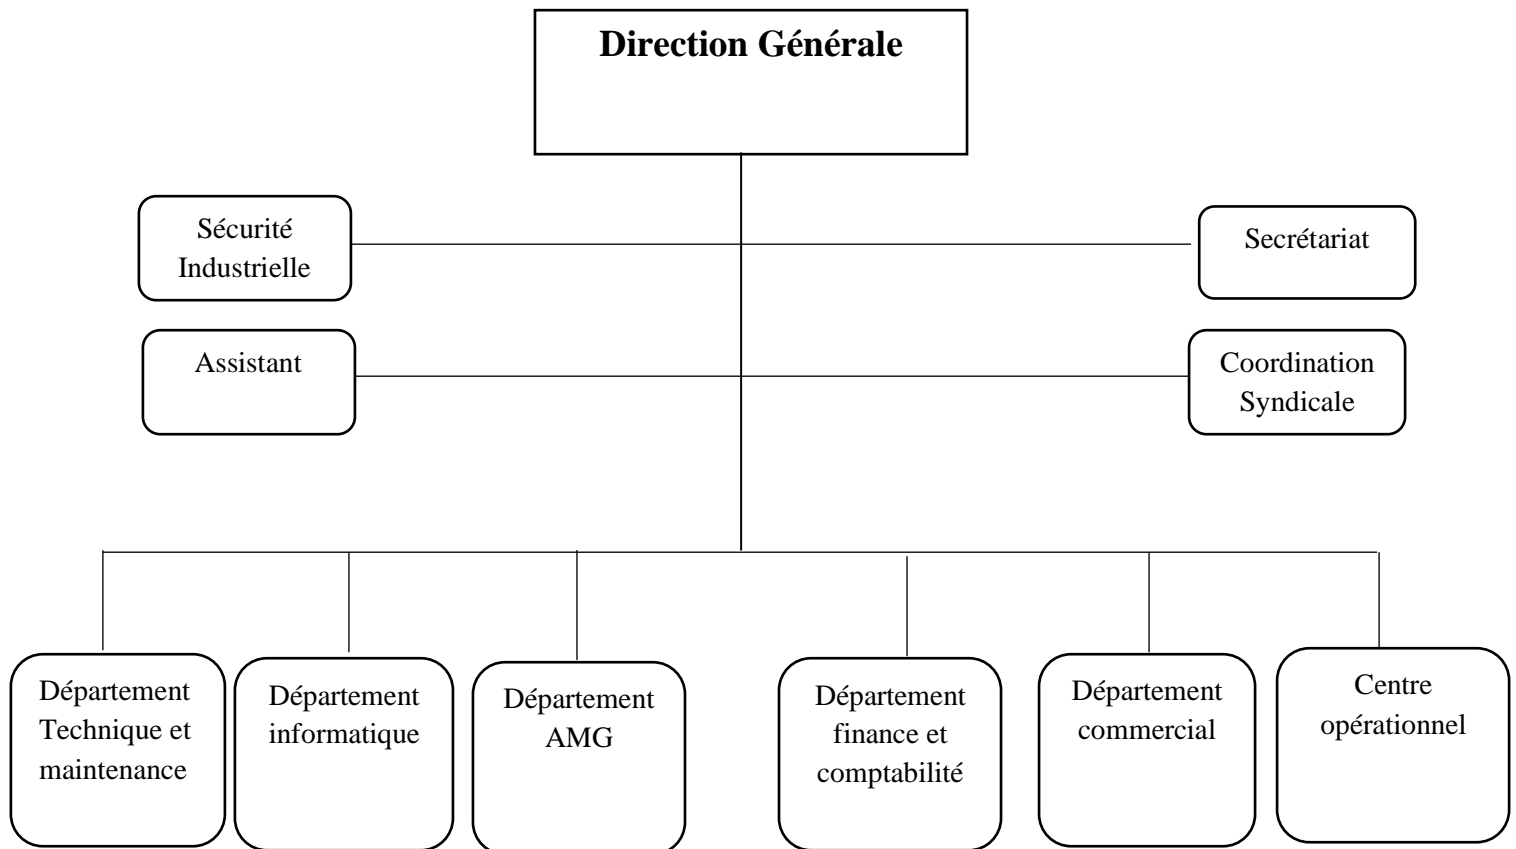 Direction Générale
Sécurité
Industrielle
Secrétariat
Assistant
Coordination
Syndicale
Département
Technique et
maintenance
Département
informatique
Département
AMG
Département
finance et
comptabilité
Département
commercial
Centre
opérationnel